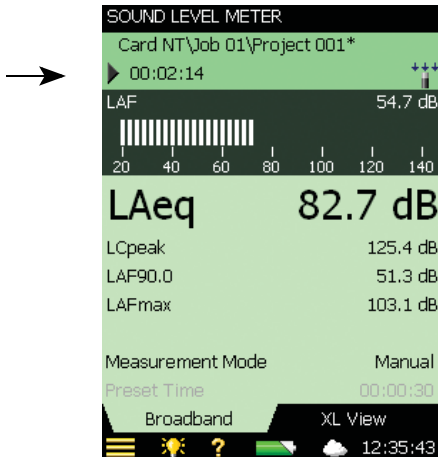 SOUND LEVEL METER
Card NT\Job 01\Project 001*
00:02:14
LAF 54.7 dB
20 40 60 80 100 120 140
LAeq 82.7 dB
LCpeak 125.4 dB
LAF90.0 51.3 dB
LAFmax 103.1 dB
Measurement Mode Manual
Preset Time 00:00:30
Broadband XL View
? 12:35:43